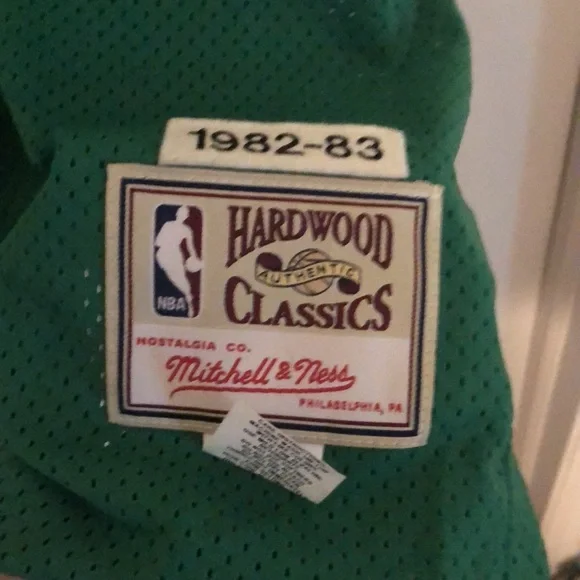 1982-83
HARDWOOD
AUTHENTIC
CLASSICS
NBA
NOSTALGIA CO.
Mitchell & Ness
PHILADELPHIA, PA